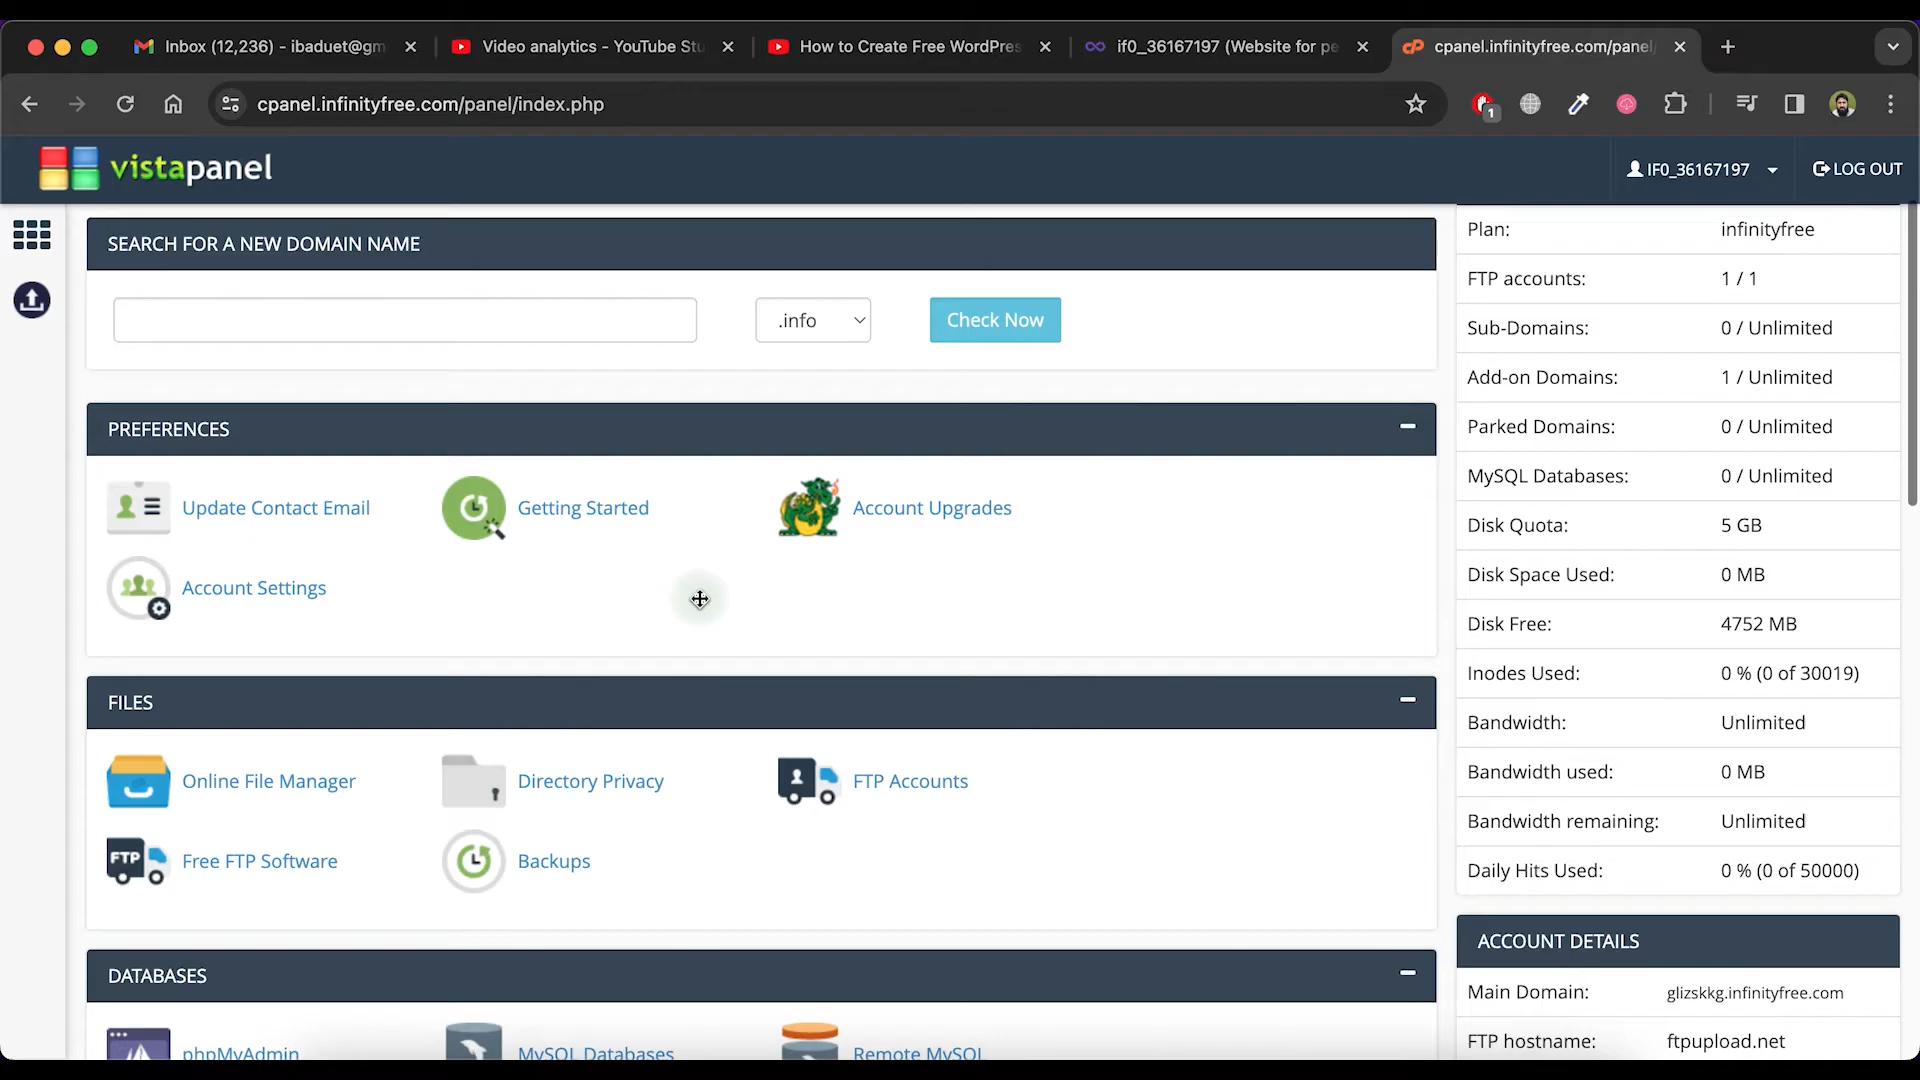 Inbox (12,236) - ibaduet@gm
Video analytics - YouTube Stu
How to Create Free WordPres
if0_36167197 (Website for pe
cpanel.infinityfree.com/panel/
cpanel.infinityfree.com/panel/index.php
1
vistapanel
IF0_36167197
LOG OUT
SEARCH FOR A NEW DOMAIN NAME
.info
Check Now
PREFERENCES
Update Contact Email
Getting Started
Account Upgrades
Account Settings
FILES
Online File Manager
Directory Privacy
FTP Accounts
FTP
Free FTP Software
Backups
DATABASES
phpMyAdmin
MySQL Databases
Remote MySQL
Plan: infinityfree
FTP accounts: 1 / 1
Sub-Domains: 0 / Unlimited
Add-on Domains: 1 / Unlimited
Parked Domains: 0 / Unlimited
MySQL Databases: 0 / Unlimited
Disk Quota: 5 GB
Disk Space Used: 0 MB
Disk Free: 4752 MB
Inodes Used: 0 % (0 of 30019)
Bandwidth: Unlimited
Bandwidth used: 0 MB
Bandwidth remaining: Unlimited
Daily Hits Used: 0 % (0 of 50000)
ACCOUNT DETAILS
Main Domain: glizskkg.infinityfree.com
FTP hostname: ftpupload.net